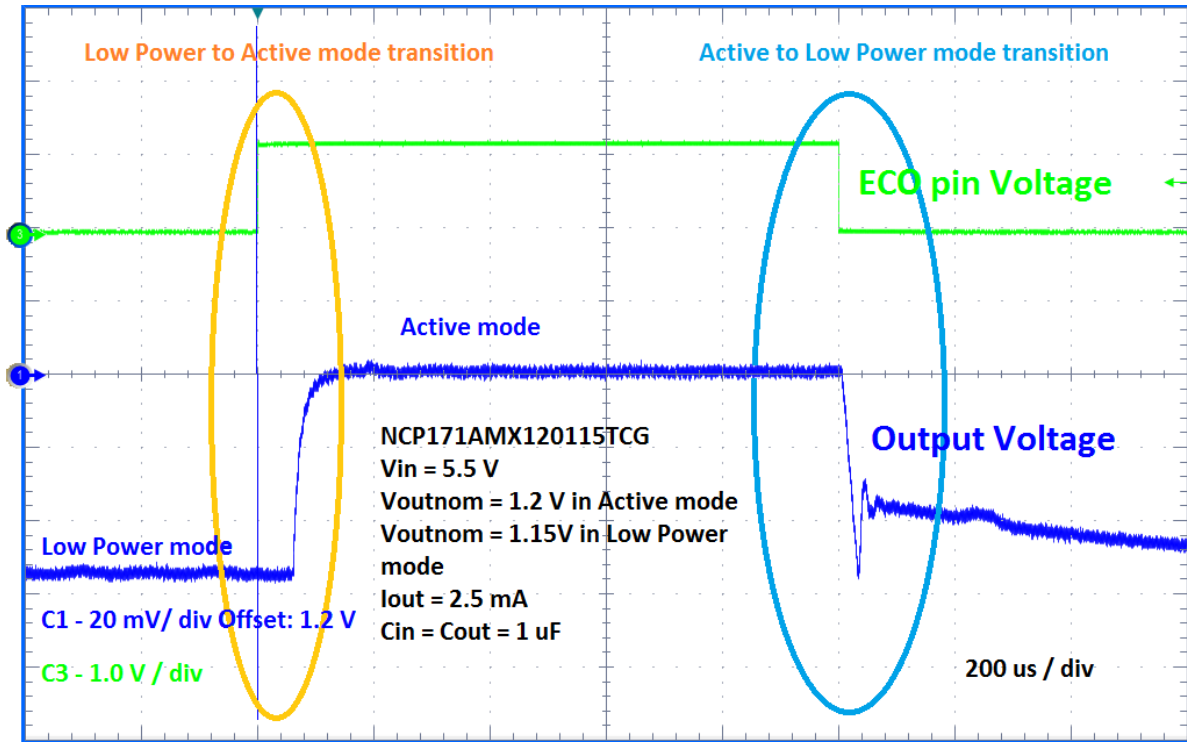 Low Power to Active mode transition
Active to Low Power mode transition
3
ECO pin Voltage
Active mode
1
NCP171AMX120115TCG
Vin = 5.5 V
Voutnom = 1.2 V in Active mode
Voutnom = 1.15V in Low Power
mode
Iout = 2.5 mA
Cin = Cout = 1 uF
Output Voltage
Low Power mode
C1 - 20 mV/ div Offset: 1.2 V
C3 - 1.0 V / div
200 us / div